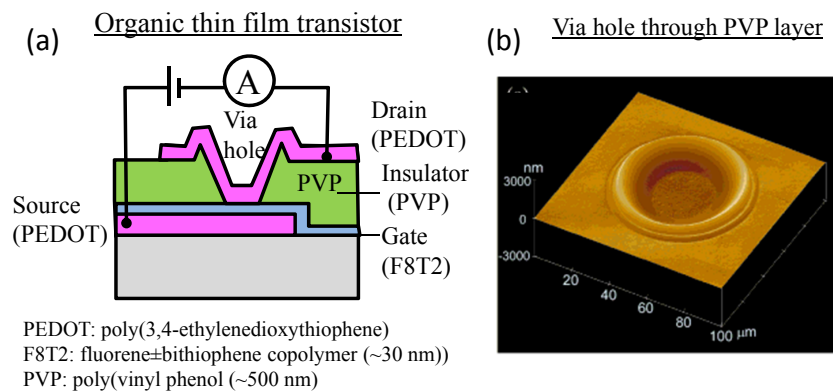 (a)
Organic thin film transistor
A
Via
hole
Drain
(PEDOT)
PVP
Insulator
(PVP)
Source
(PEDOT)
Gate
(F8T2)
PEDOT: poly(3,4-ethylenedioxythiophene)
F8T2: fluorene±bithiophene copolymer (~30 nm))
PVP: poly(vinyl phenol (~500 nm)
(b)
Via hole through PVP layer
nm
3000
0
-3000
20
40
60
80
100 µm